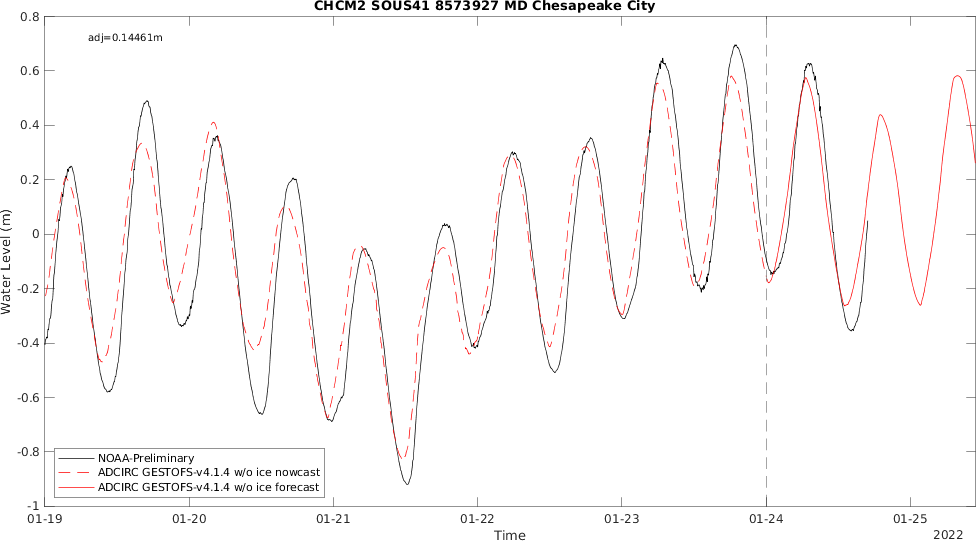 CHCM2 SOUS41 8573927 MD Chesapeake City
adj=0.14461m
0.8
0.6
0.4
0.2
0
-0.2
-0.4
-0.6
-0.8
-1
Water Level (m)
NOAA-Preliminary
ADCIRC GESTOFS-v4.1.4 w/o ice nowcast
ADCIRC GESTOFS-v4.1.4 w/o ice forecast
01-19 01-20 01-21 01-22 01-23 01-24 01-25
Time
2022